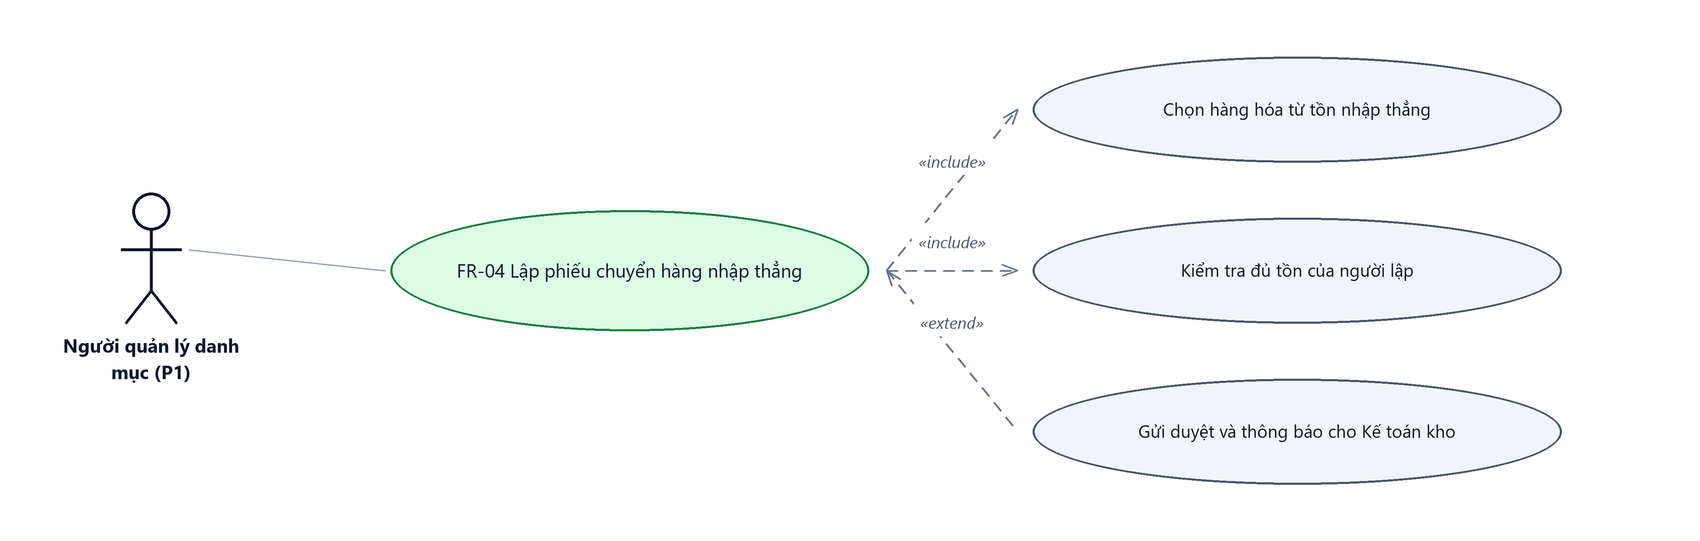 Chọn hàng hóa từ tồn nhập thẳng
«include»
«include»
FR-04 Lập phiếu chuyển hàng nhập thẳng
Kiểm tra đủ tồn của người lập
«extend»
Người quản lý danh
mục (P1)
Gửi duyệt và thông báo cho Kế toán kho